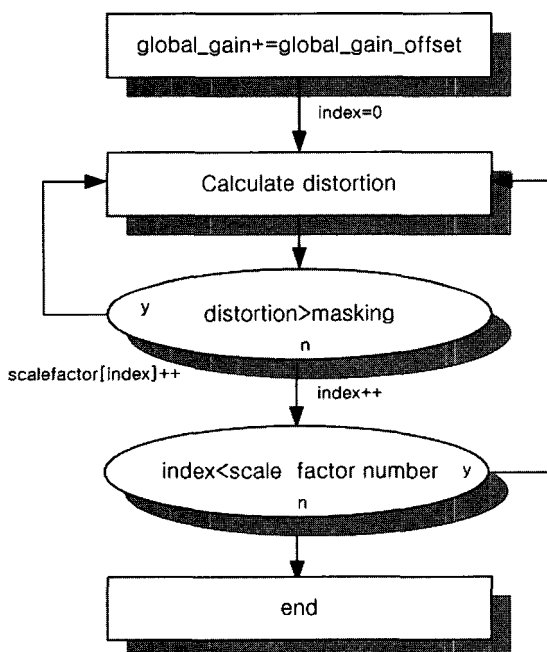 global_gain+=global_gain_offset
index=0
Calculate distortion
y
distortion>masking
n
scalefactor[index]++
index++
index<scale factor number y
n
end